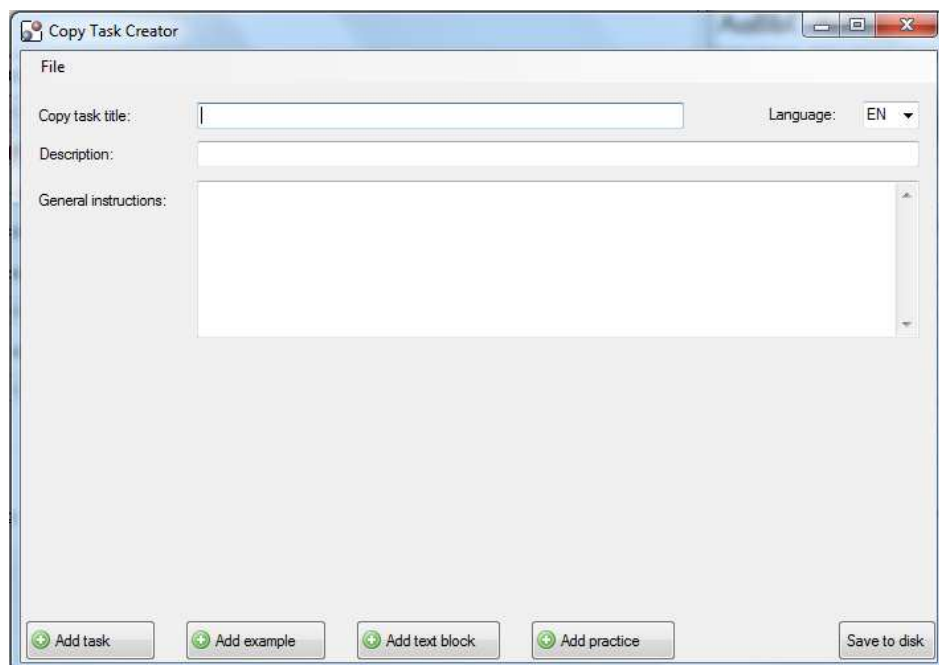 Copy Task Creator
File
Copy task title: Language: EN
Description:
General instructions:
Add task Add example Add text block Add practice Save to disk